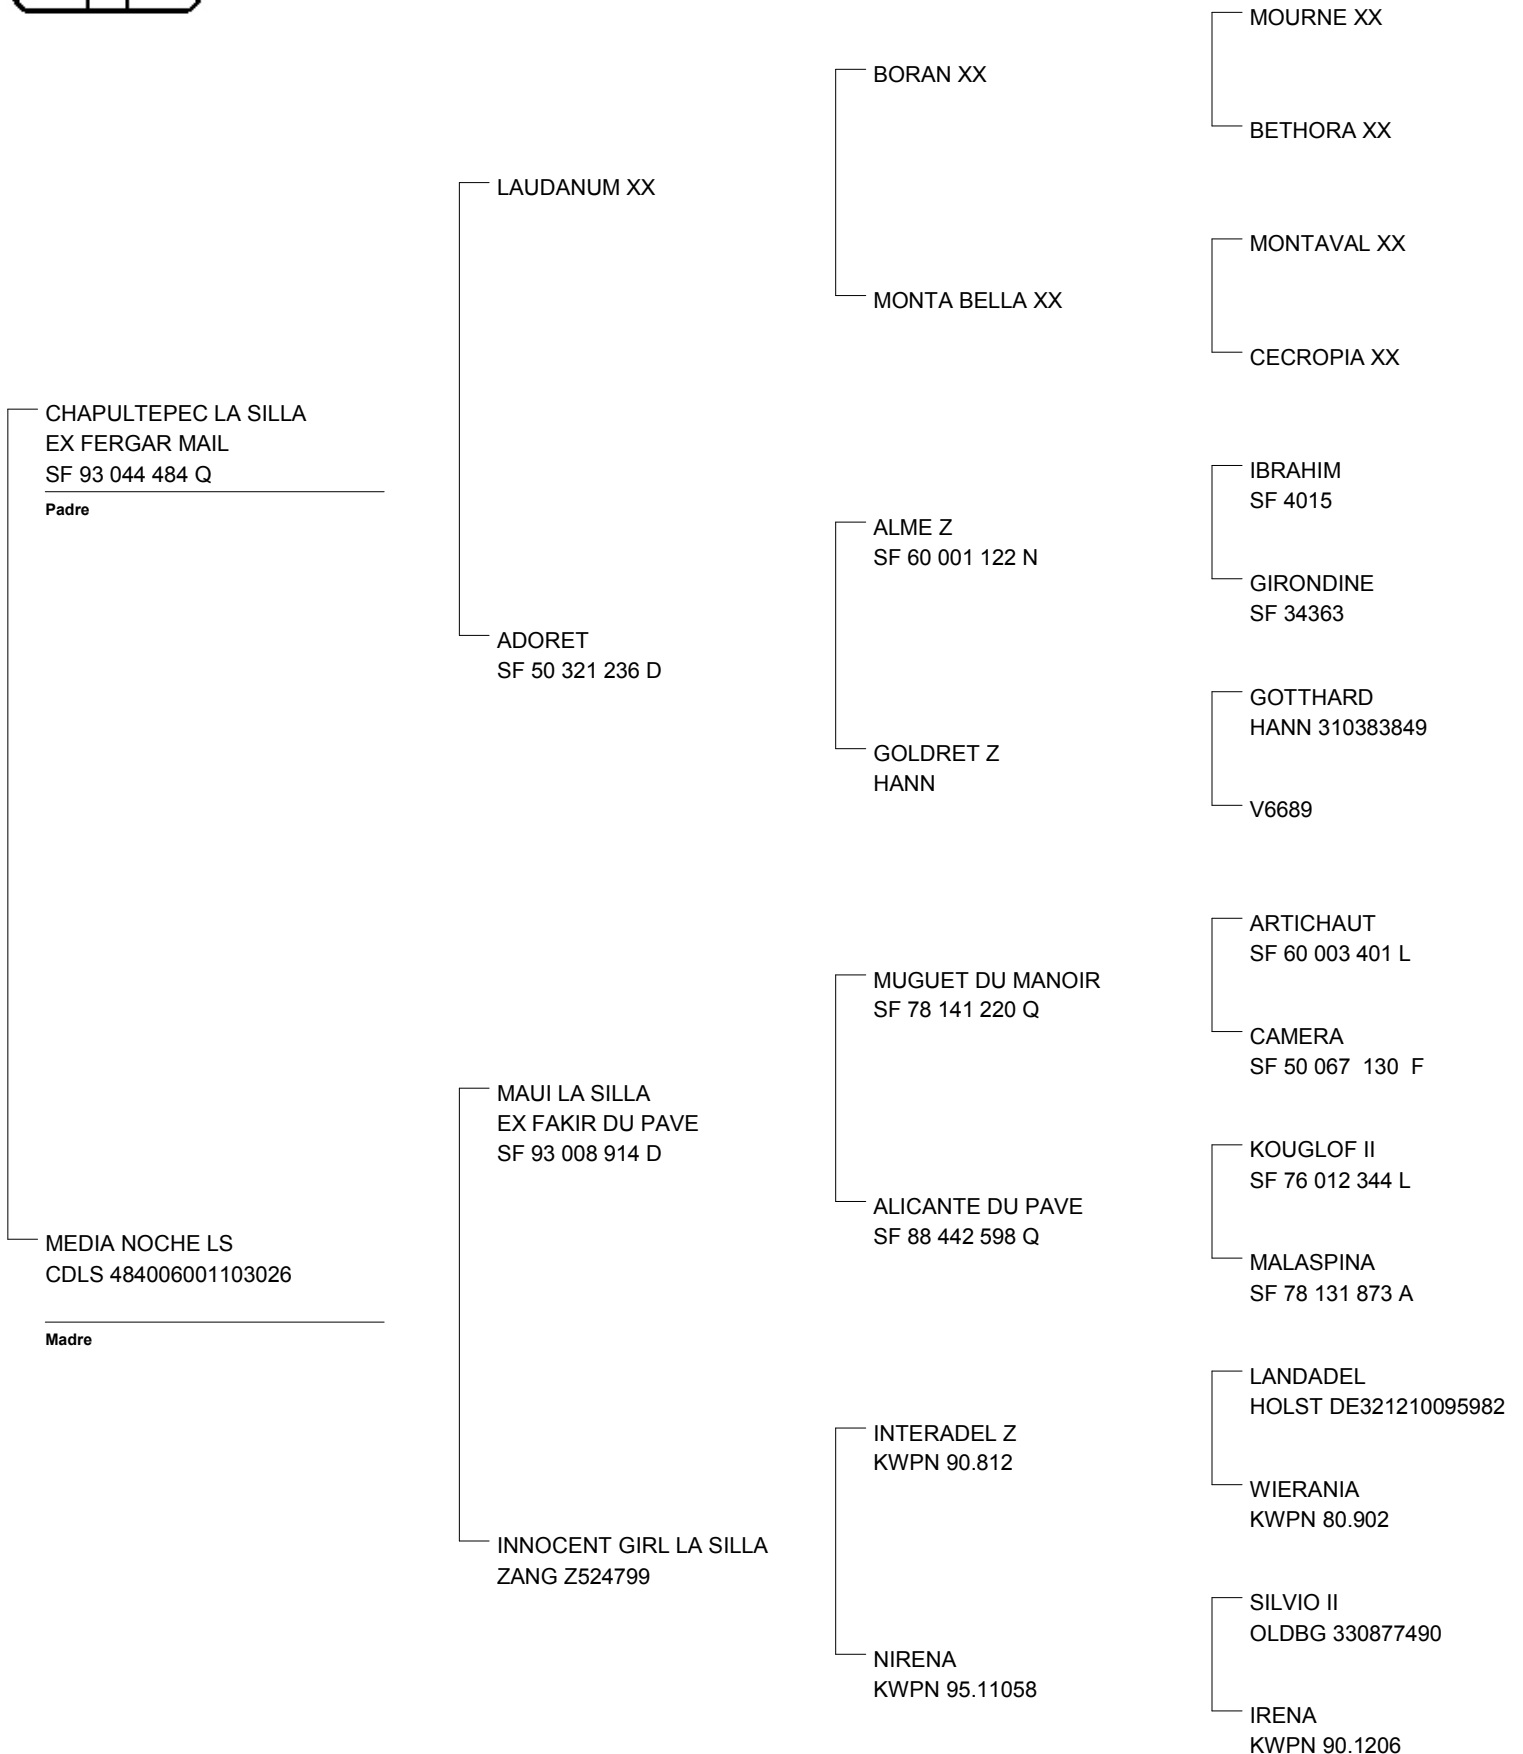 CHAPULTEPEC LA SILLA
EX FERGAR MAIL
SF 93 044 484 Q
Padre
MEDIA NOCHE LS
CDLS 484006001103026
Madre
LAUDANUM XX
ADORET
SF 50 321 236 D
MAUI LA SILLA
EX FAKIR DU PAVE
SF 93 008 914 D
INNOCENT GIRL LA SILLA
ZANG Z524799
BORAN XX
MONTA BELLA XX
ALME Z
SF 60 001 122 N
GOLDRET Z
HANN
MUGUET DU MANOIR
SF 78 141 220 Q
ALICANTE DU PAVE
SF 88 442 598 Q
INTERADEL Z
KWPN 90.812
NIRENA
KWPN 95.11058
MOURNE XX
BETHORA XX
MONTAVAL XX
CECROPIA XX
IBRAHIM
SF 4015
GIRONDINE
SF 34363
GOTTHARD
HANN 310383849
V6689
ARTICHAUT
SF 60 003 401 L
CAMERA
SF 50 067 130 F
KOUGLOF II
SF 76 012 344 L
MALASPINA
SF 78 131 873 A
LANDADEL
HOLST DE321210095982
WIERANIA
KWPN 80.902
SILVIO II
OLDBG 330877490
IRENA
KWPN 90.1206